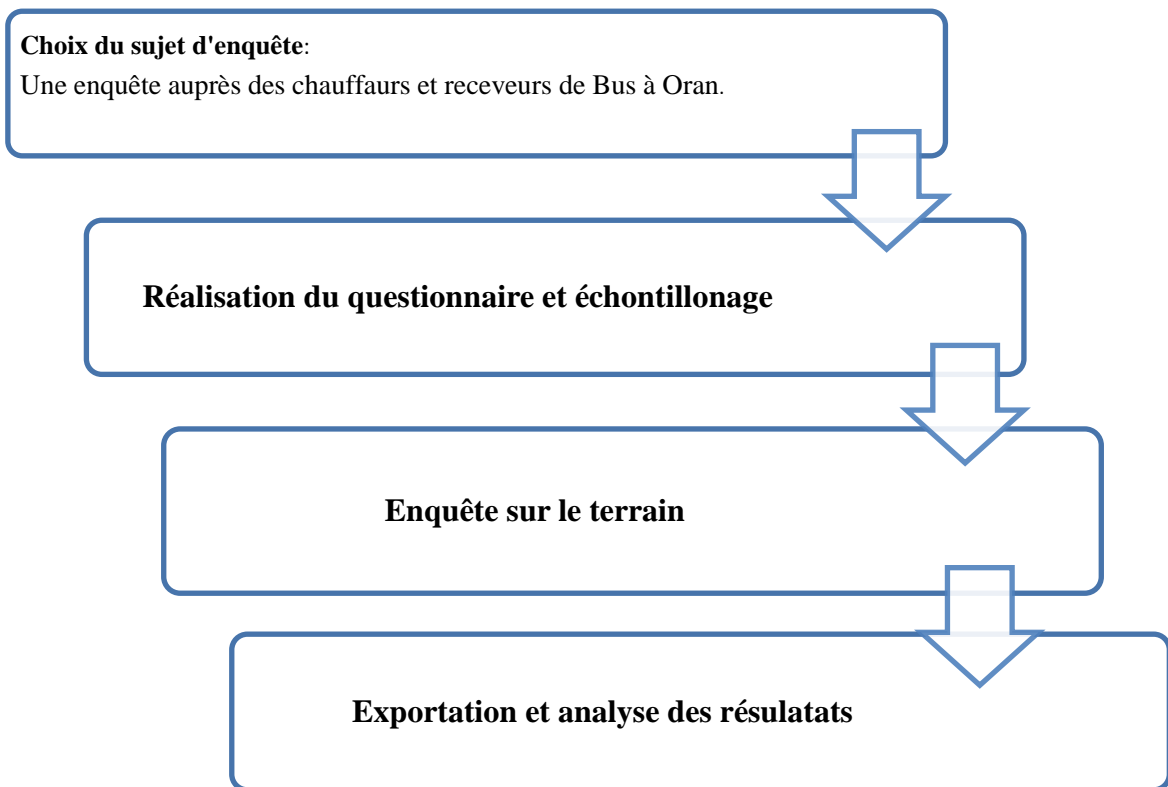 Choix du sujet d'enquête:
Une enquête auprès des chauffaurs et receveurs de Bus à Oran.
Réalisation du questionnaire et échontillonage
Enquête sur le terrain
Exportation et analyse des résulatats